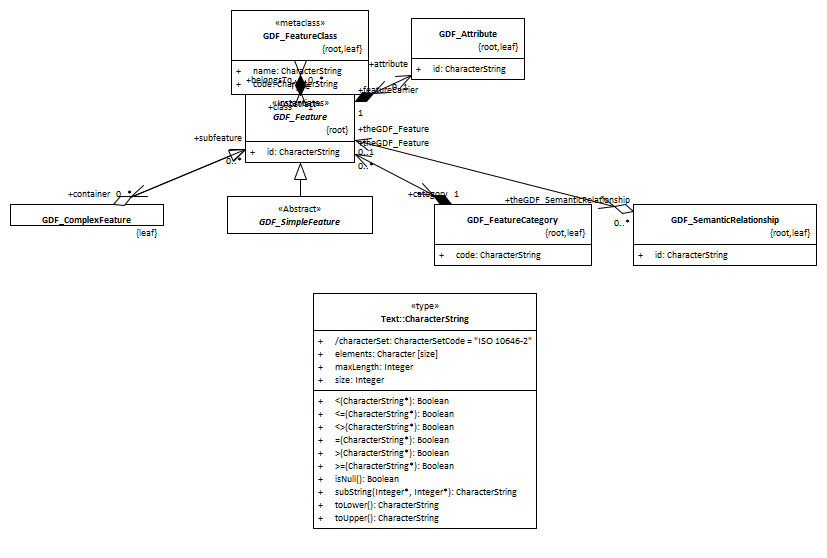 «metaclass»
GDF_FeatureClass
{root,leaf}
+ name: CharacterString
+ code: CharacterString
GDF_Attribute
{root,leaf}
+ id: CharacterString
+attribute
+belongsTo
0..*
+featureCarrier
1
+class
1
GDF_Feature
{root}
+ id: CharacterString
+theGDF_Feature
+theGDF_Feature
0..1
0..*
+subfeature
0..*
+container 0..*
GDF_ComplexFeature
{leaf}
«Abstract»
GDF_SimpleFeature
+category 1
GDF_FeatureCategory
{root,leaf}
+ code: CharacterString
+theGDF_SemanticRelationship
0..*
GDF_SemanticRelationship
{root,leaf}
+ id: CharacterString
«type»
Text::CharacterString
+ /characterSet: CharacterSetCode = "ISO 10646-2"
+ elements: Character [size]
+ maxLength: Integer
+ size: Integer
+ <(CharacterString*): Boolean
+ <=(CharacterString*): Boolean
+ <>(CharacterString*): Boolean
+ =(CharacterString*): Boolean
+ >(CharacterString*): Boolean
+ >=(CharacterString*): Boolean
+ isNull(): Boolean
+ subString(Integer*, Integer*): CharacterString
+ toLower(): CharacterString
+ toUpper(): CharacterString